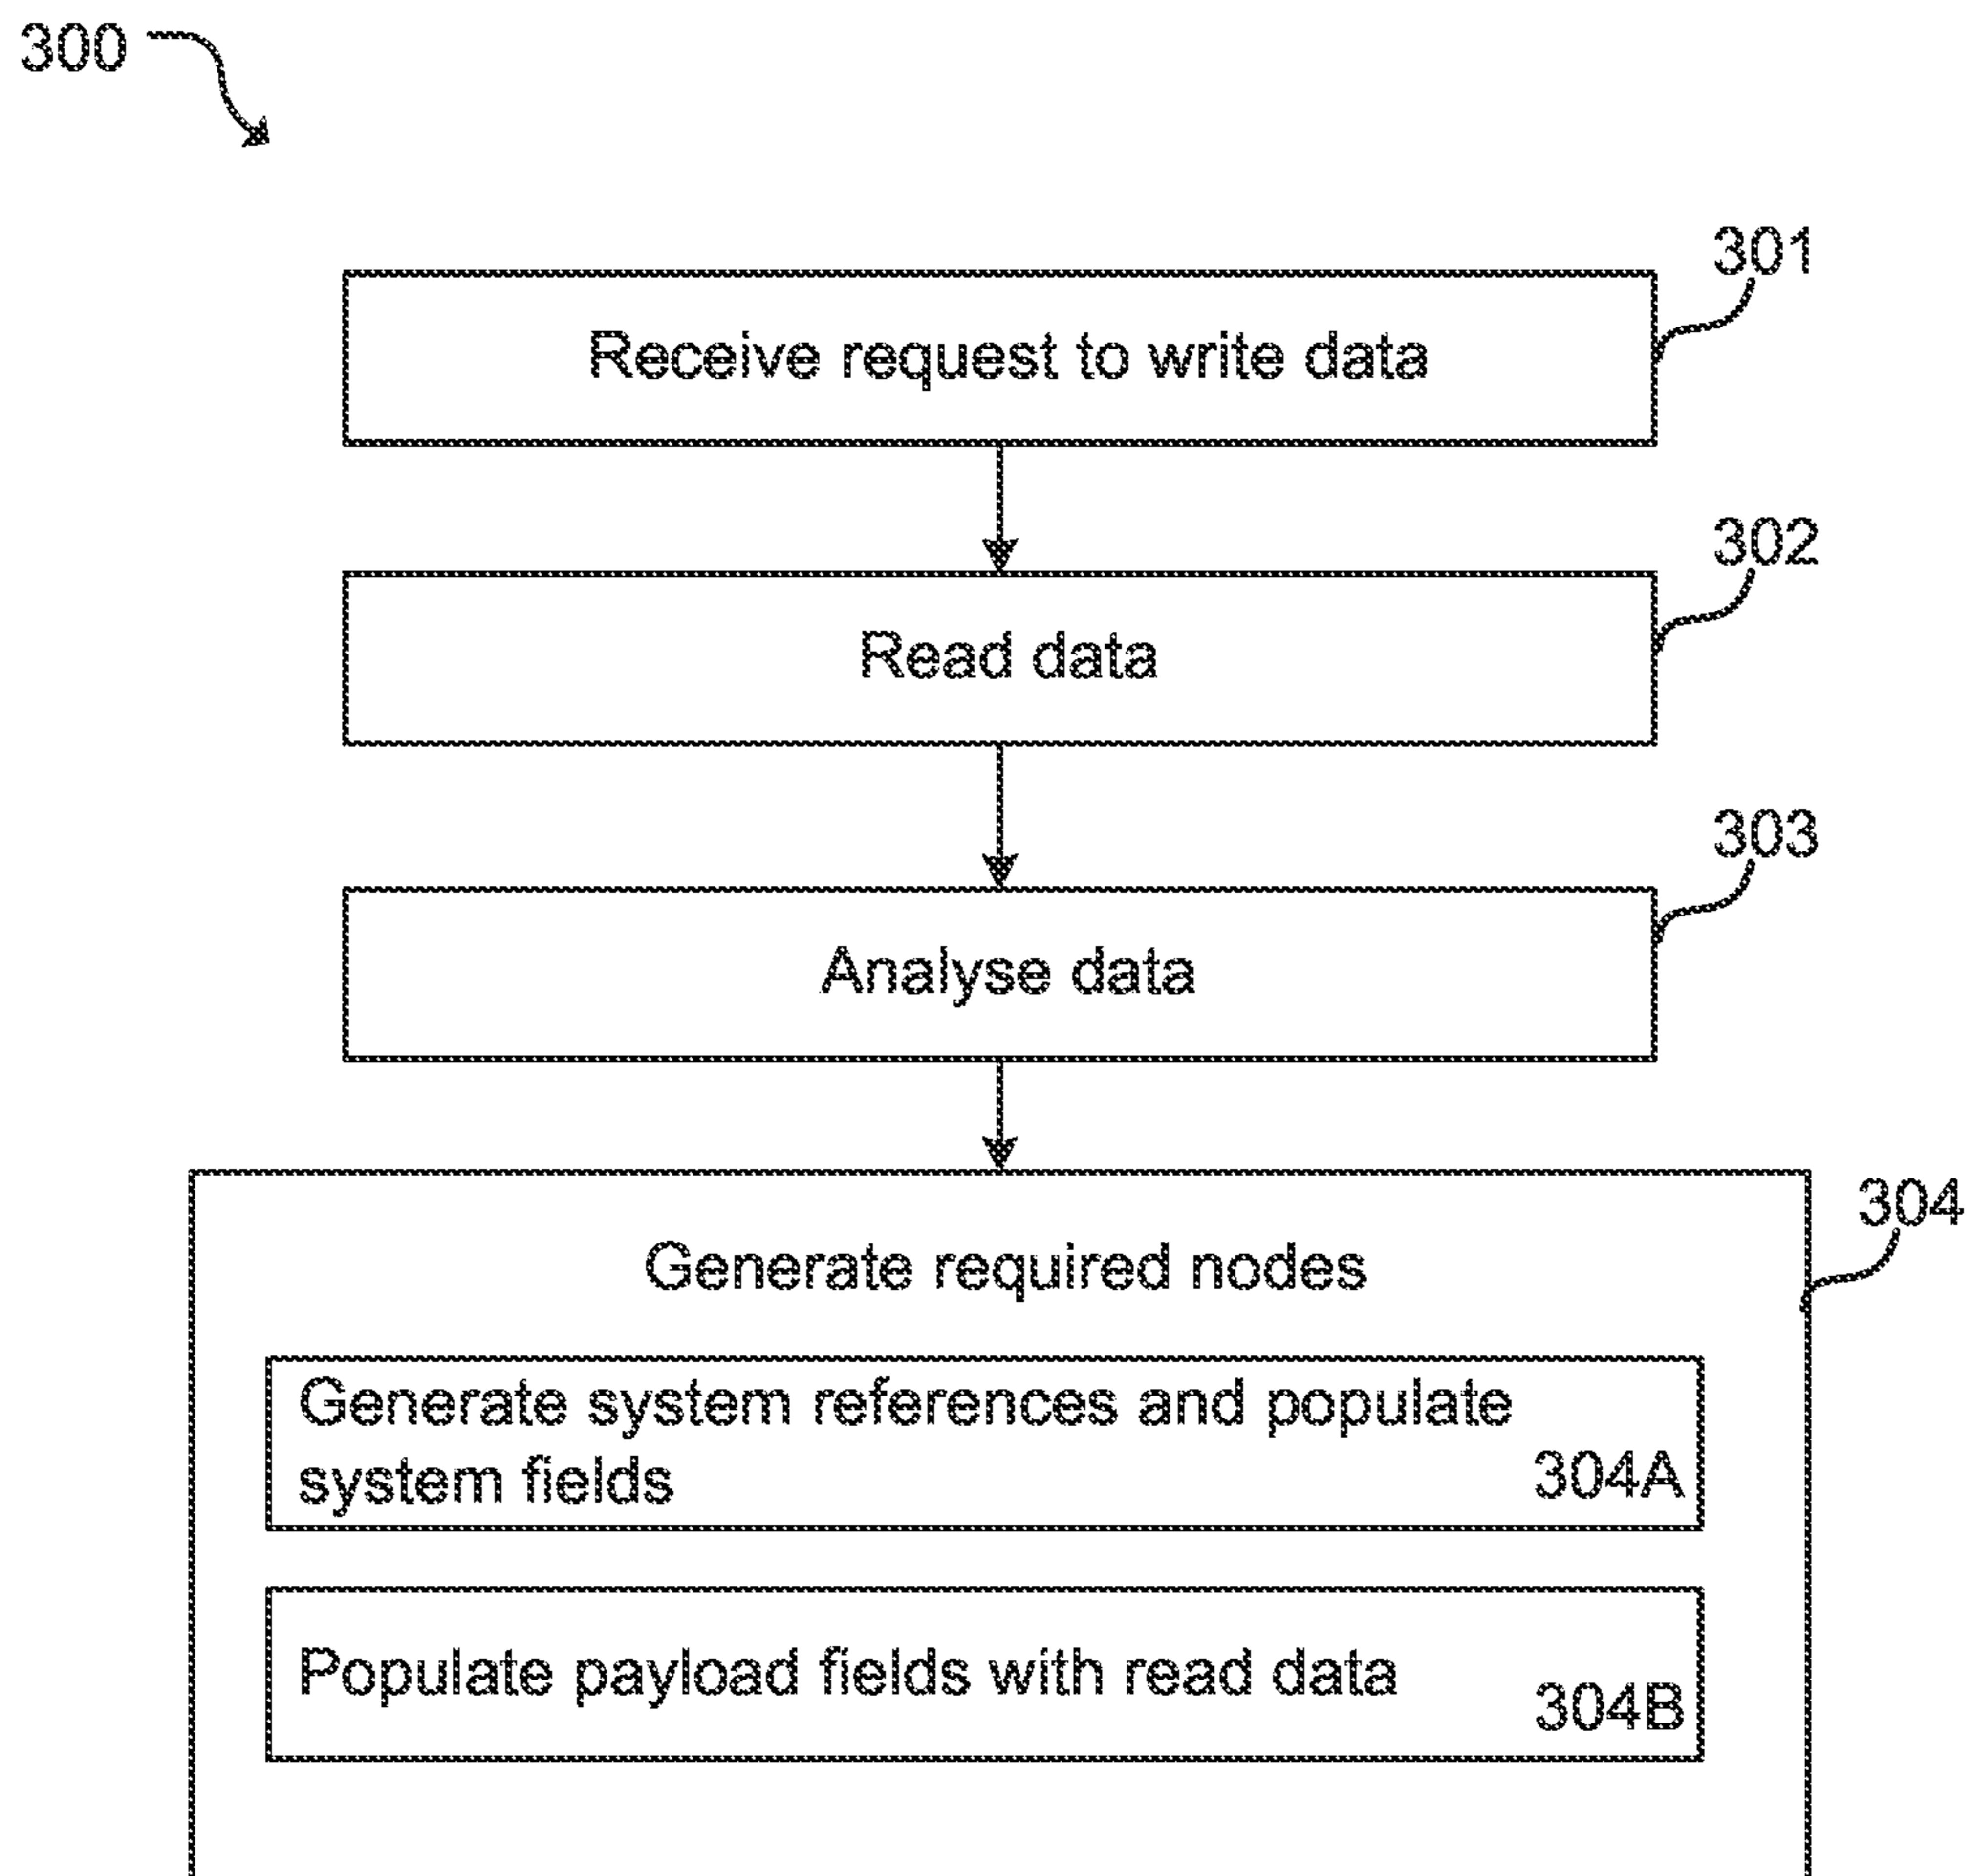 300
301
Receive request to write data
302
Read data
303
Analyse data
304
Generate required nodes
Generate system references and populate
system fields
304A
Populate payload fields with read data
304B